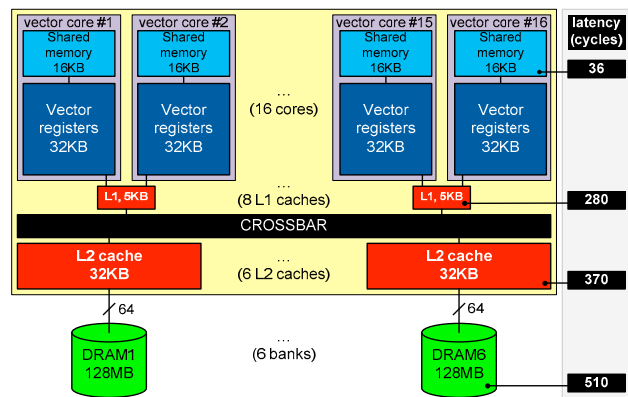 vector core #1
vector core #2
vector core #15
vector core #16
latency
(cycles)
Shared
memory
16KB
Shared
memory
16KB
Shared
memory
16KB
Shared
memory
16KB
36
...
(16 cores)
Vector
registers
32KB
Vector
registers
32KB
Vector
registers
32KB
Vector
registers
32KB
L1, 5KB
...
(8 L1 caches)
L1, 5KB
280
CROSSBAR
L2 cache
32KB
...
(6 L2 caches)
L2 cache
32KB
370
64
64
DRAM1
128MB
...
(6 banks)
DRAM6
128MB
510